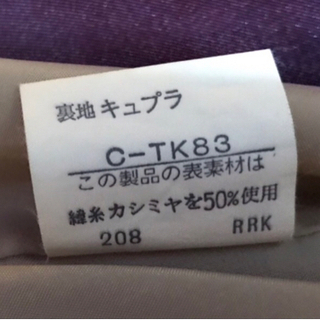 裏地 キュプラ
C-TK83
この製品の表素材は
緯糸カシミヤを50%使用
208 RRK